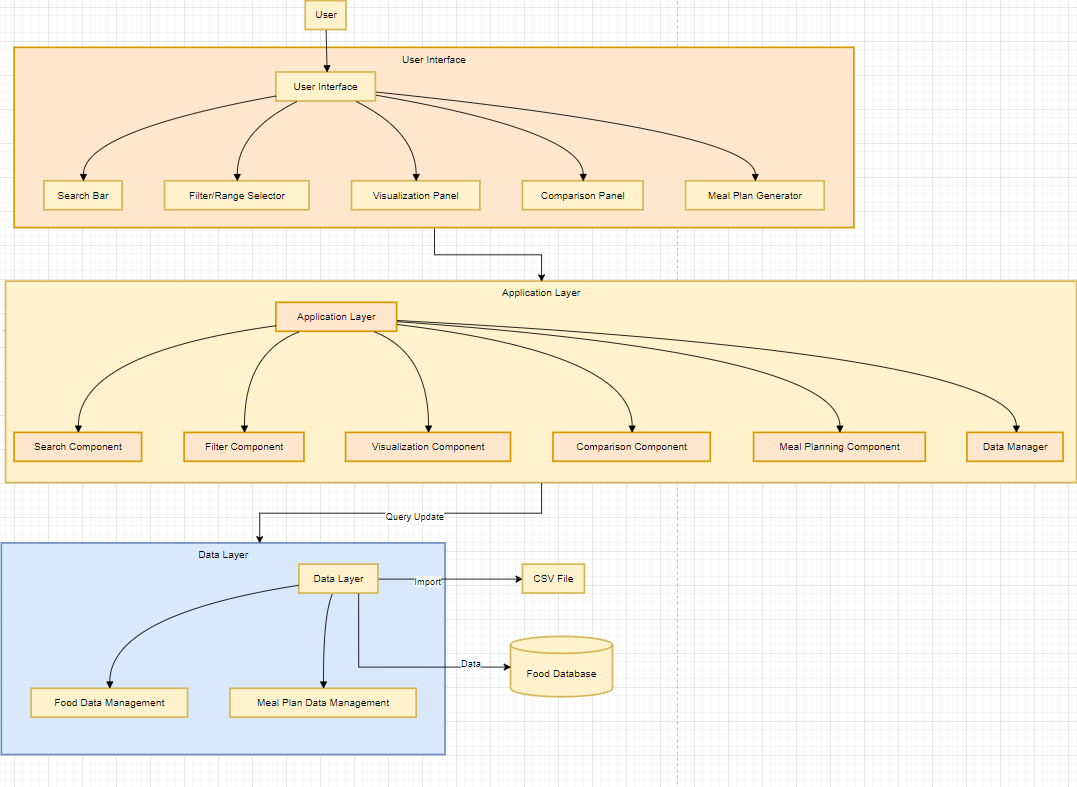 User
User Interface
User Interface
Search Bar
Filter/Range Selector
Visualization Panel
Comparison Panel
Meal Plan Generator
Application Layer
Application Layer
Search Component
Filter Component
Visualization Component
Comparison Component
Meal Planning Component
Data Manager
Query Update
Data Layer
Data Layer
Import
CSV File
Data
Food Database
Food Data Management
Meal Plan Data Management